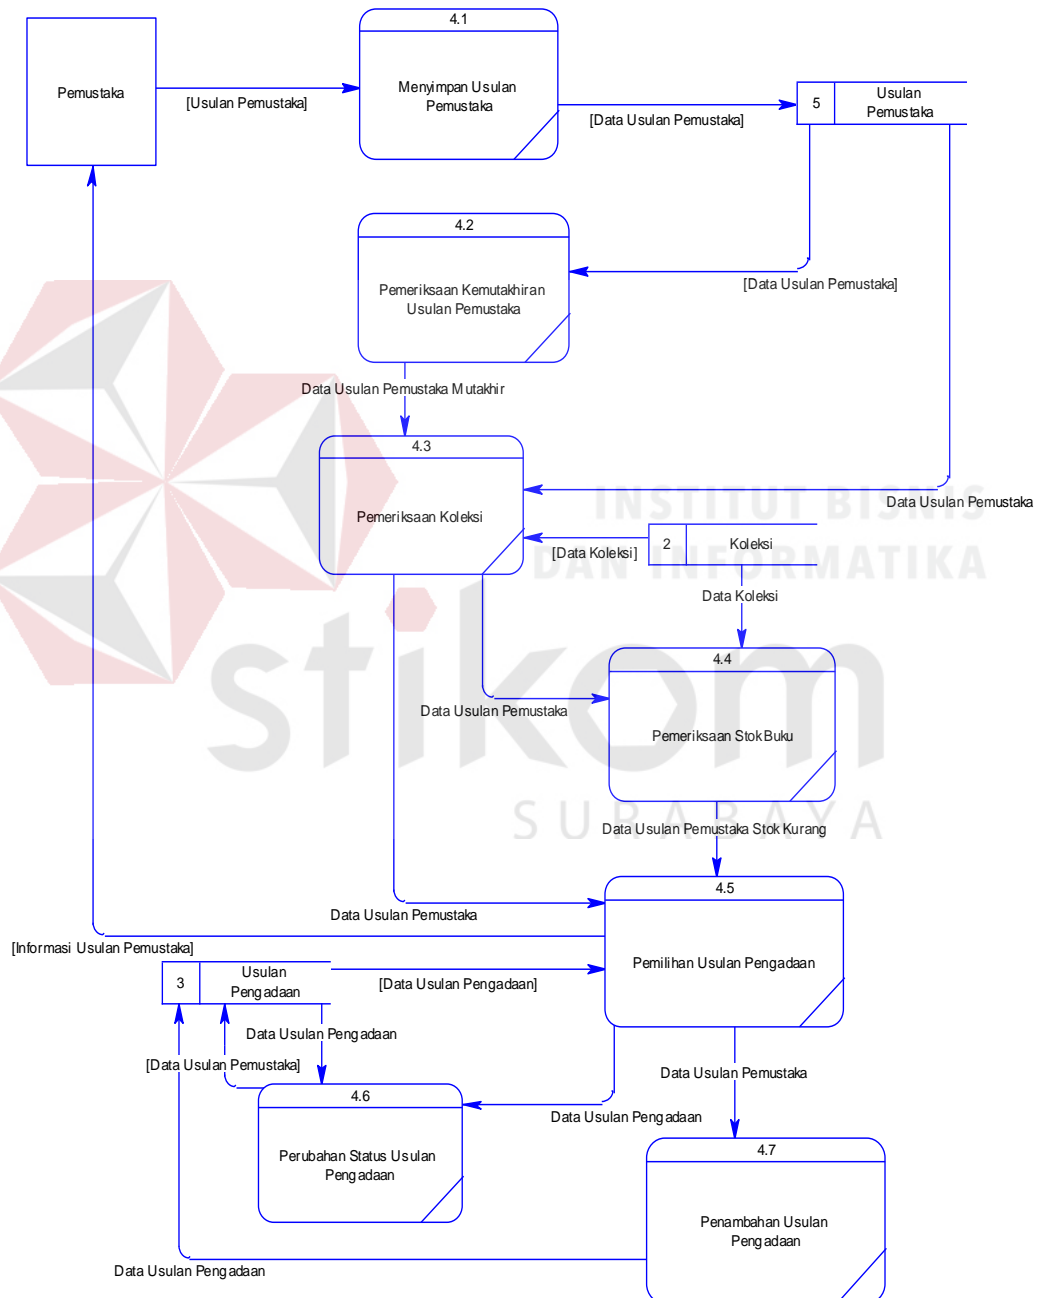 4.1
Pemustaka
Menyimpan Usulan
Pemustaka
[Usulan Pemustaka]
[Data Usulan Pemustaka]
5
Usulan
Pemustaka
4.2
Pemeriksaan Kemutakhiran
Usulan Pemustaka
[Data Usulan Pemustaka]
Data Usulan Pemustaka Mutakhir
4.3
Pemeriksaan Koleksi
Data Usulan Pemustaka
INSTITUT BISNIS
DAN INFORMATIKA
[Data Koleksi]
2
Koleksi
Data Koleksi
4.4
Pemeriksaan Stok Buku
Data Usulan Pemustaka
stikom
SURABAYA
Data Usulan Pemustaka Stok Kurang
4.5
Pemilihan Usulan Pengadaan
Data Usulan Pemustaka
[Informasi Usulan Pemustaka]
3
Usulan
Pengadaan
[Data Usulan Pengadaan]
Data Usulan Pengadaan
[Data Usulan Pemustaka]
Data Usulan Pemustaka
4.6
Perubahan Status Usulan
Pengadaan
Data Usulan Pengadaan
4.7
Penambahan Usulan
Pengadaan
Data Usulan Pengadaan